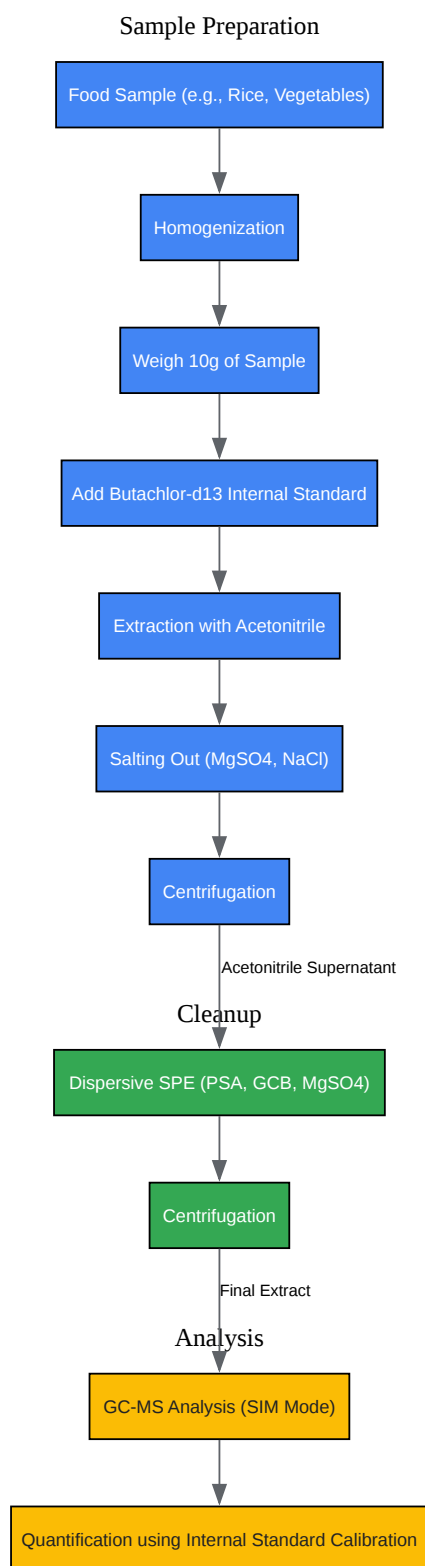 Sample Preparation
Food Sample (e.g., Rice, Vegetables)
Homogenization
Weigh 10g of Sample
Add Butachlor-d13 Internal Standard
Extraction with Acetonitrile
Salting Out (MgSO4, NaCl)
Centrifugation
Acetonitrile Supernatant
Cleanup
Dispersive SPE (PSA, GCB, MgSO4)
Centrifugation
Final Extract
Analysis
GC-MS Analysis (SIM Mode)
Quantification using Internal Standard Calibration